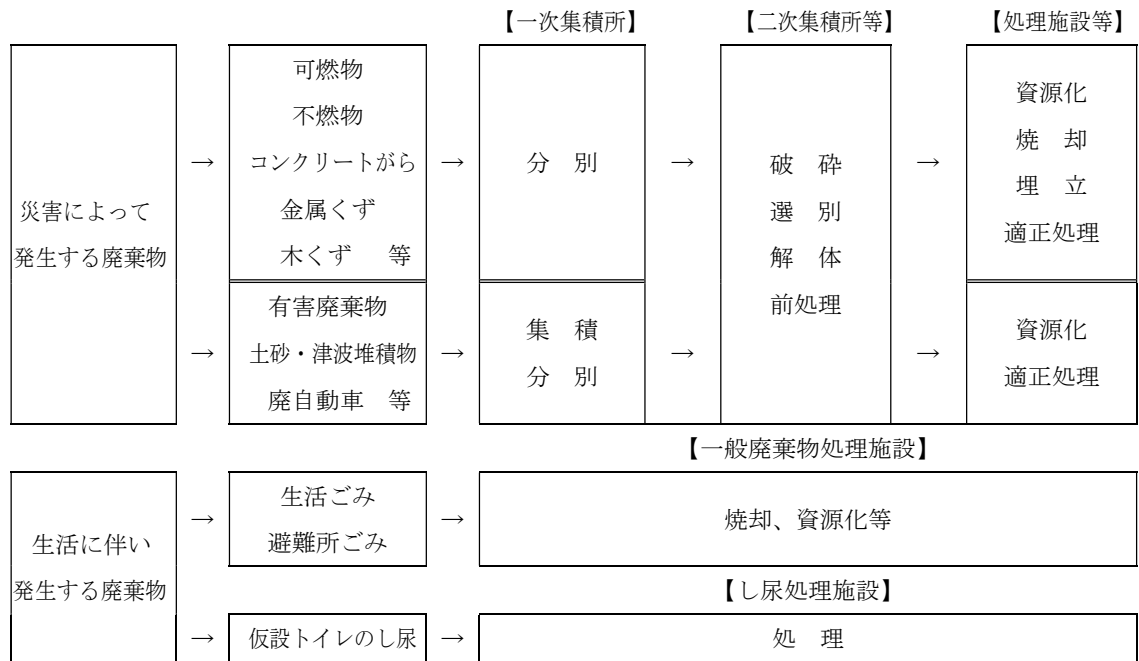 【一次集積所】 【二次集積所等】 【処理施設等】
災害によって
発生する廃棄物
→
可燃物
不燃物
コンクリートがら
金属くず
木くず　等
→
分　別
→
破　砕
選　別
解　体
前処理
→
資源化
焼　却
埋　立
適正処理
→
有害廃棄物
土砂・津波堆積物
廃自動車　等
→
集　積
分　別
→
→
資源化
適正処理
【一般廃棄物処理施設】
生活に伴い
発生する廃棄物
→
生活ごみ
避難所ごみ
→
焼却、資源化等
【し尿処理施設】
→
仮設トイレのし尿
→
処　理